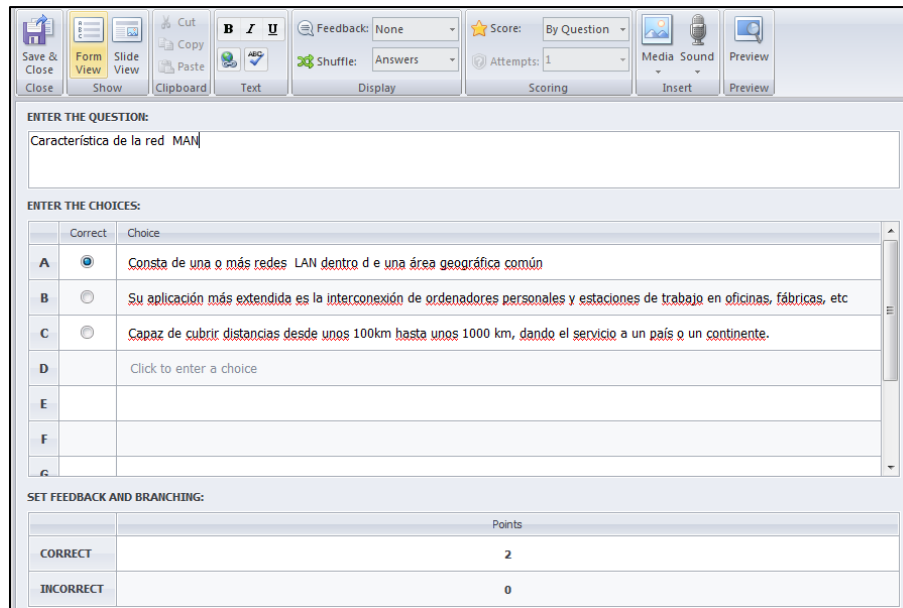 Save & Close
Form View
Slide View
Cut
Copy
Paste
B I U
ABC
Feedback: None
Shuffle: Answers
Score: By Question
Attempts: 1
Media Sound
Preview
Close
Show
Clipboard
Text
Display
Scoring
Insert
Preview
ENTER THE QUESTION:
Característica de la red  MAN
ENTER THE CHOICES:
Correct Choice
A Consta de una o más redes  LAN dentro d e una área geográfica común
B Su aplicación más extendida es la interconexión de ordenadores personales y estaciones de trabajo en oficinas, fábricas, etc
C Capaz de cubrir distancias desde unos 100km hasta unos 1000 km, dando el servicio a un país o un continente.
D Click to enter a choice
E
F
G
SET FEEDBACK AND BRANCHING:
Points
CORRECT 2
INCORRECT 0